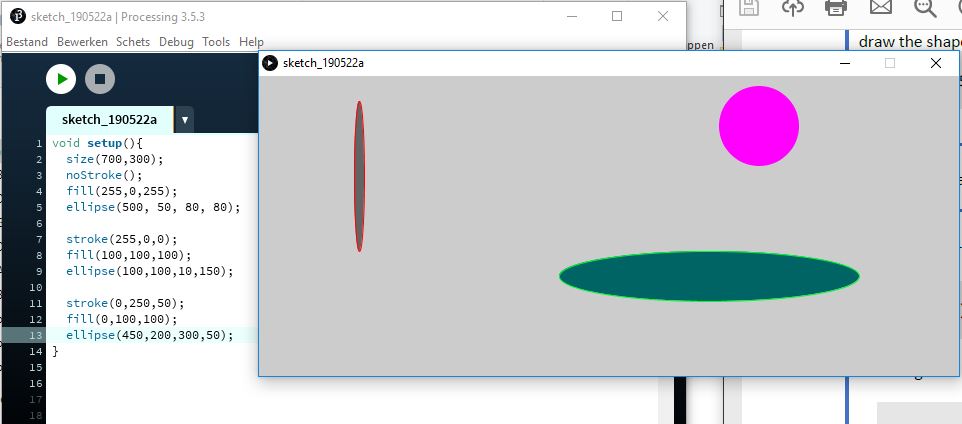 sketch_190522a | Processing 3.5.3
Bestand Bewerken Schets Debug Tools Help
sketch_190522a
1 void setup(){
2 size(700,300);
3 noStroke();
4 fill(255,0,255);
5 ellipse(500, 50, 80, 80);
6
7 stroke(255,0,0);
8 fill(100,100,100);
9 ellipse(100,100,10,150);
10
11 stroke(0,250,50);
12 fill(0,100,100);
13 ellipse(450,200,300,50);
14 }
15
16
17
18
sketch_190522a
ppen
draw the shape